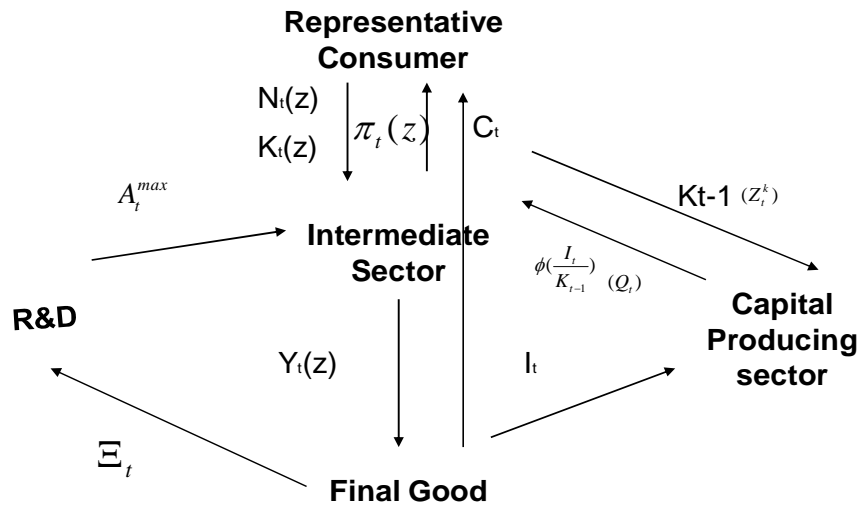 Representative
Consumer
Nt(z)
πt(z)
Ct
Kt(z)
Atmax
Kt-1 (Ztk)
Intermediate
Sector
ϕ(It/Kt−1) (Qt)
R&D
Capital
Producing
sector
Yt(z)
It
Ξt
Final Good